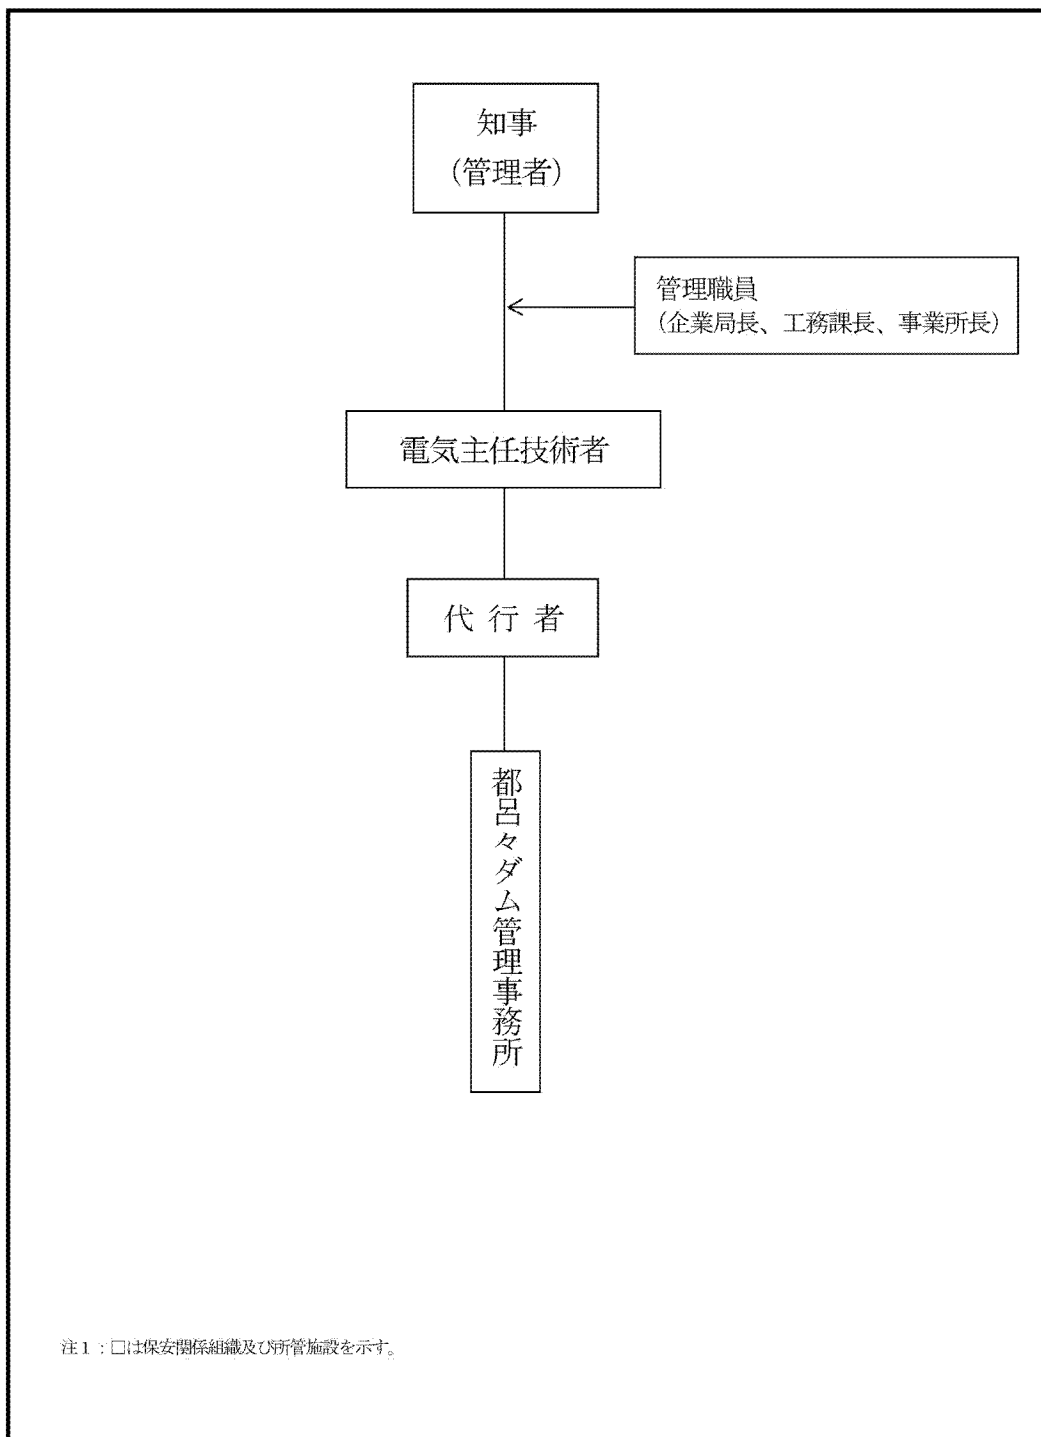 知事
(管理者)
管理職員
(企業局長、工務課長、事業所長)
電気主任技術者
代 行 者
都呂々ダム管理事務所
注1：□は保安関係組織及び所管施設を示す。